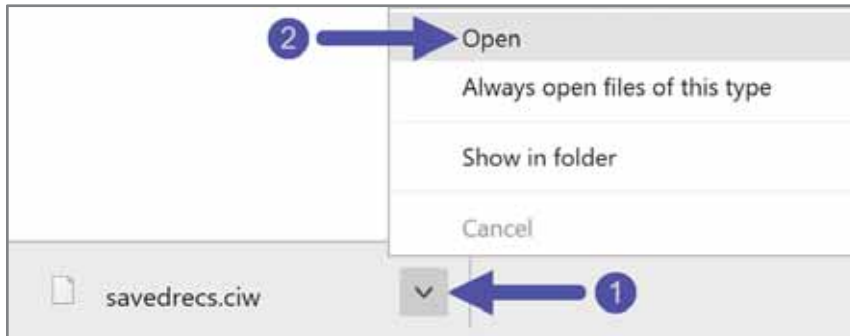 2 Open
Always open files of this type
Show in folder
Cancel
savedrecs.ciw 1